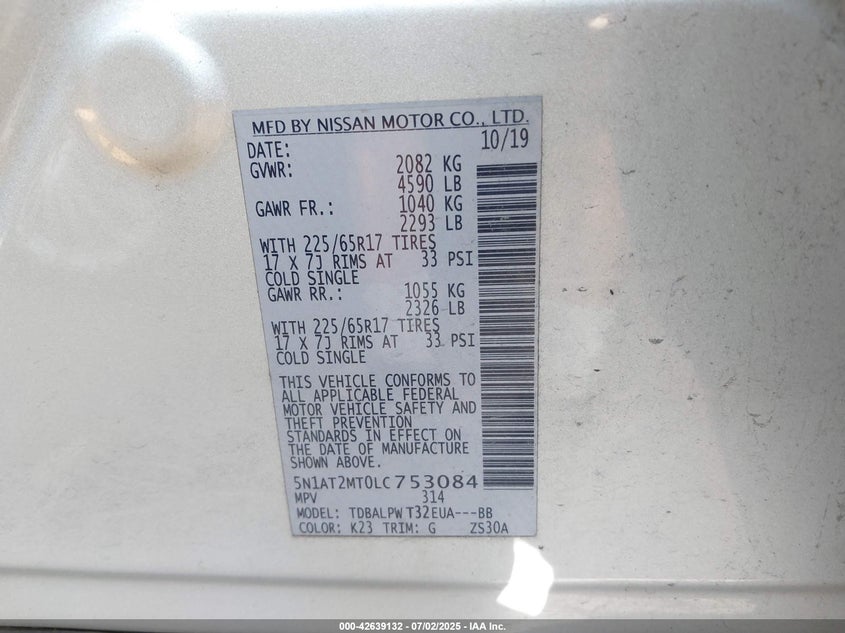 MFD BY NISSAN MOTOR CO., LTD.
DATE: 10/19
GVWR: 2082 KG
4590 LB
GAWR FR.: 1040 KG
2293 LB
WITH 225/65R17 TIRES
17 X 7J RIMS AT 33 PSI
COLD SINGLE
GAWR RR.: 1055 KG
2326 LB
WITH 225/65R17 TIRES
17 X 7J RIMS AT 33 PSI
COLD SINGLE
THIS VEHICLE CONFORMS TO
ALL APPLICABLE FEDERAL
MOTOR VEHICLE SAFETY AND
THEFT PREVENTION
STANDARDS IN EFFECT ON
THE DATE OF MANUFACTURE
SHOWN ABOVE.
5N1AT2MT0LC753084
MPV 314
MODEL: TDBALPW T32EUA---BB
COLOR: K23 TRIM: G ZS30A
000-42639132 - 07/02/2025 - IAA Inc.